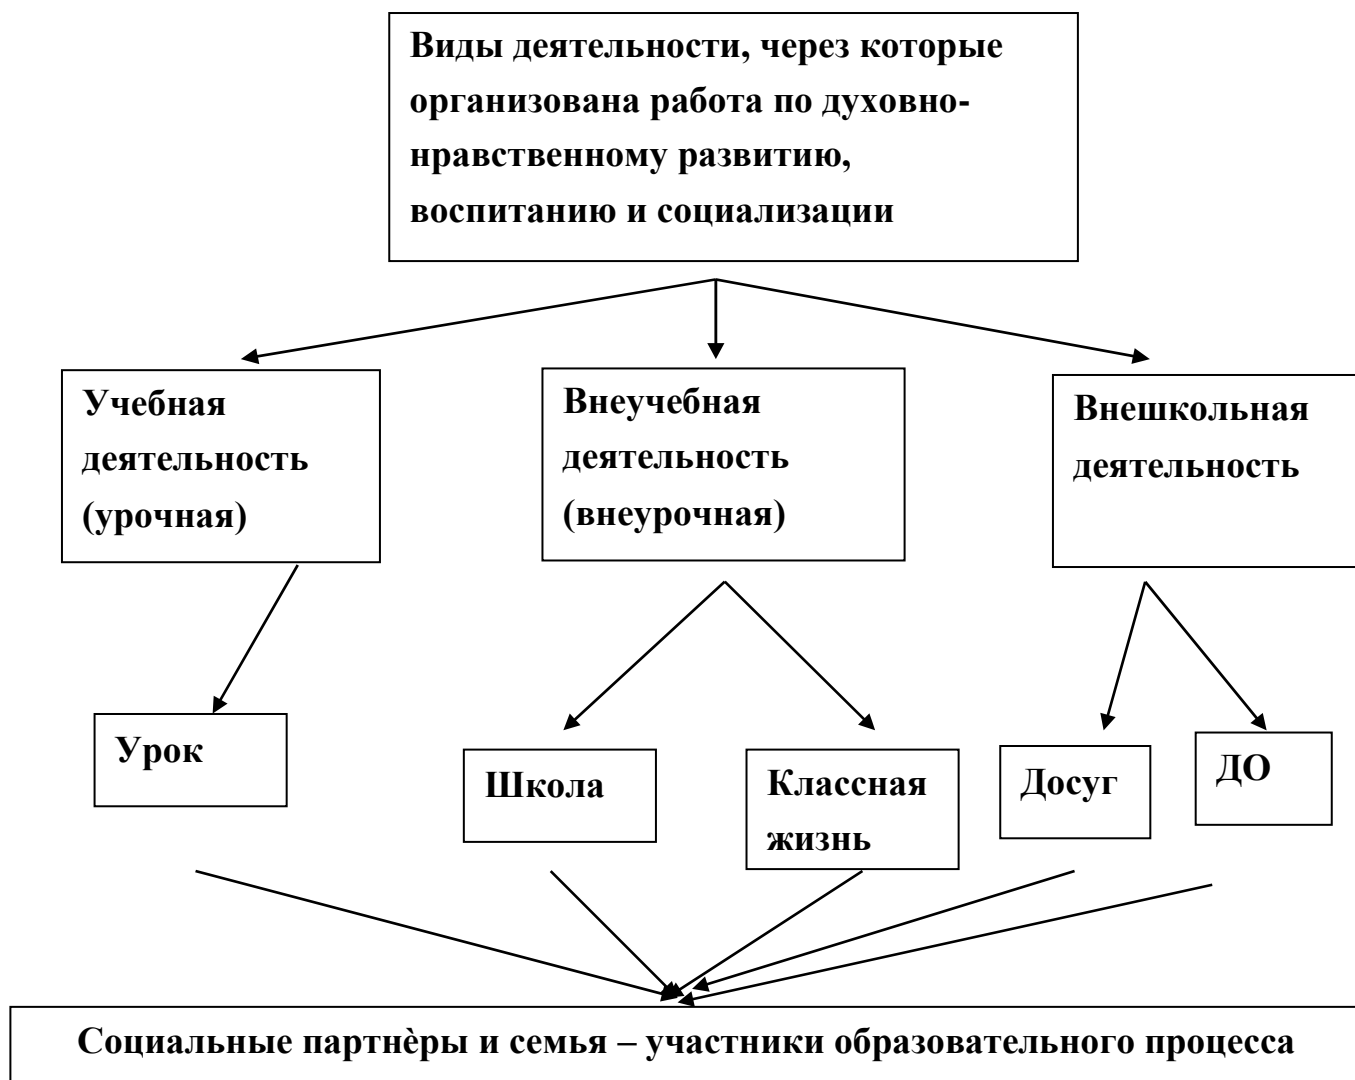 Виды деятельности, через которые
организована работа по духовно-
нравственному развитию,
воспитанию и социализации
Учебная
деятельность
(урочная)
Внеучебная
деятельность
(внеурочная)
Внешкольная
деятельность
Урок
Школа
Классная
жизнь
Досуг
ДО
Социальные партнѐры и семья – участники образовательного процесса